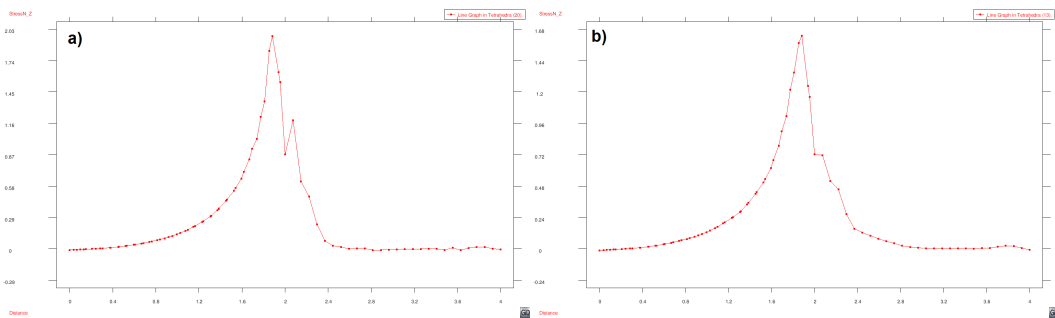 StressN_Z
Line Graph in Tetrahedra (20)
a)
2.03
1.74
1.45
1.16
0.87
0.58
0.29
0
-0.29
0 0.4 0.8 1.2 1.6 2 2.4 2.8 3.2 3.6 4
Distance
StressN_Z
Line Graph in Tetrahedra (13)
b)
1.68
1.44
1.2
0.96
0.72
0.48
0.24
0
-0.24
0 0.4 0.8 1.2 1.6 2 2.4 2.8 3.2 3.6 4
Distance